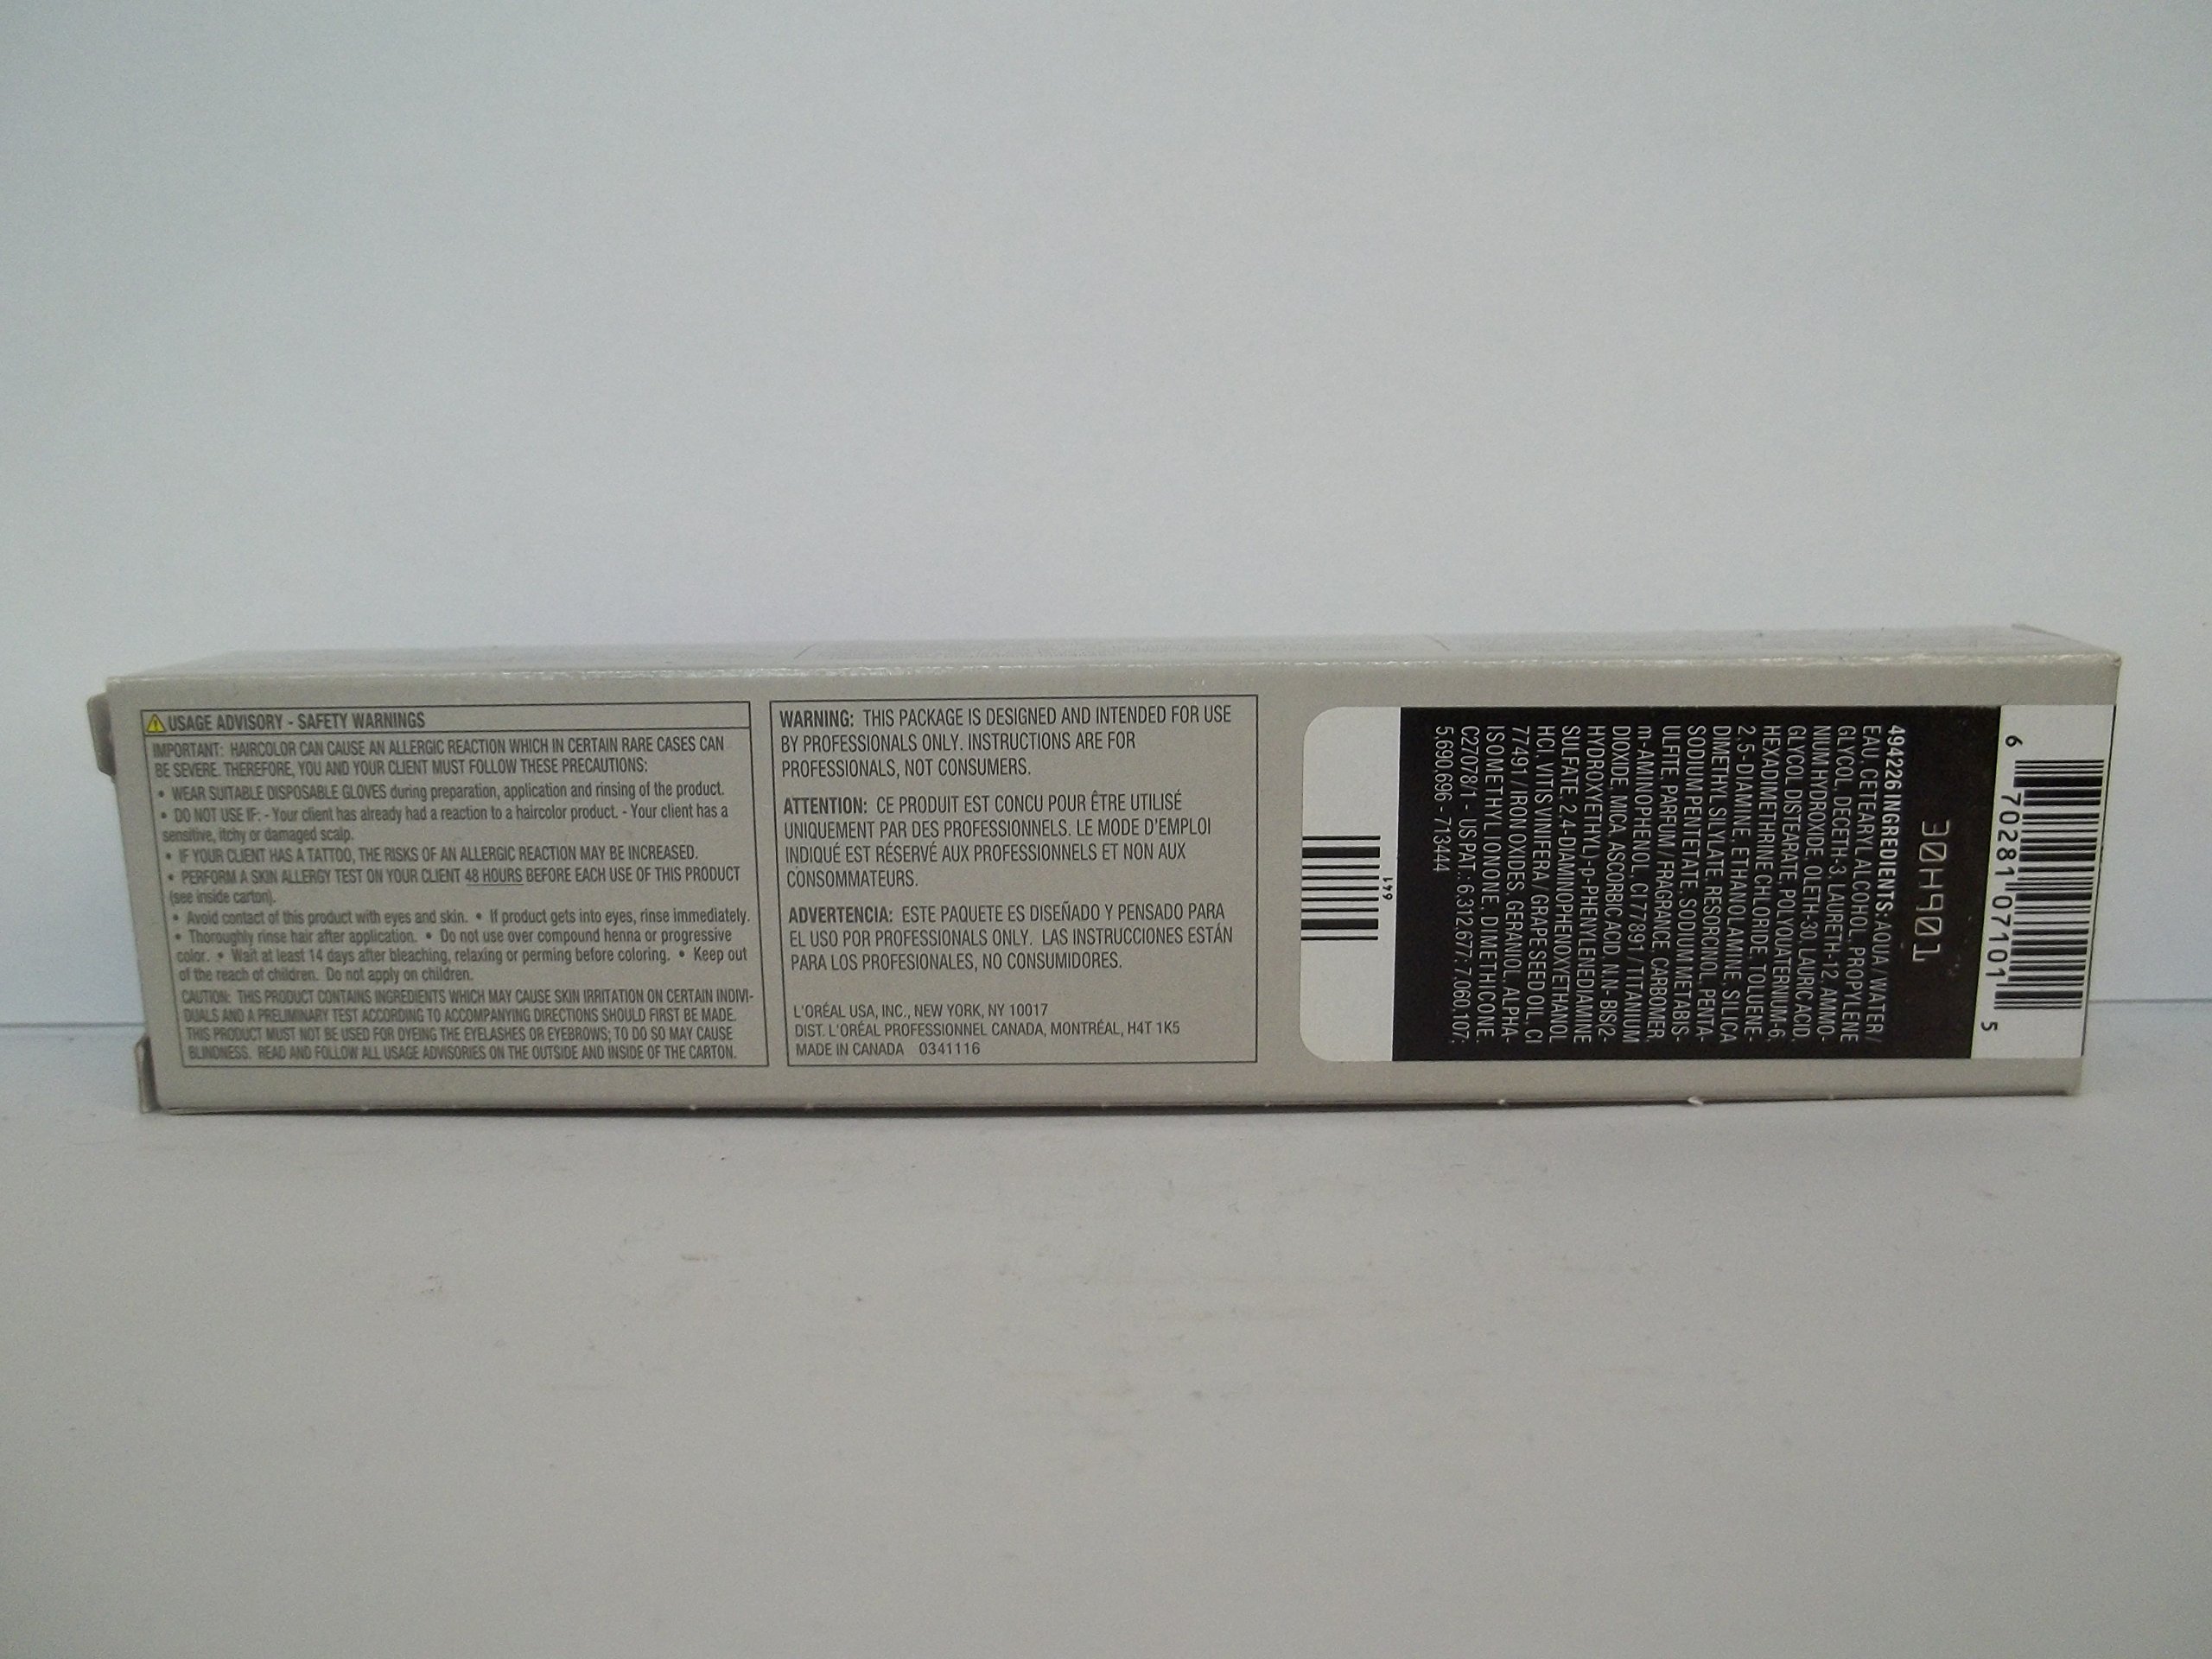 USAGE ADVISORY - SAFETY WARNINGS
IMPORTANT: HAIRCOLOR CAN CAUSE AN ALLERGIC REACTION WHICH IN CERTAIN RARE CASES CAN
BE SEVERE. THEREFORE, YOU AND YOUR CLIENT MUST FOLLOW THESE PRECAUTIONS:
• WEAR SUITABLE DISPOSABLE GLOVES during preparation, application and rinsing of the product.
• DO NOT USE IF: - Your client has already had a reaction to a haircolor product. - Your client has a
sensitive, itchy or damaged scalp.
• IF YOUR CLIENT HAS A TATTOO, THE RISKS OF AN ALLERGIC REACTION MAY BE INCREASED.
• PERFORM A SKIN ALLERGY TEST ON YOUR CLIENT 48 HOURS BEFORE EACH USE OF THIS PRODUCT
(see inside carton).
• Avoid contact of this product with eyes and skin. • If product gets into eyes, rinse immediately.
• Thoroughly rinse hair after application. • Do not use over compound henna or progressive
color. • Wait at least 14 days after bleaching, relaxing or perming before coloring. • Keep out
of the reach of children. Do not apply on children.
CAUTION: THIS PRODUCT CONTAINS INGREDIENTS WHICH MAY CAUSE SKIN IRRITATION ON CERTAIN INDIVI-
DUALS AND A PRELIMINARY TEST ACCORDING TO ACCOMPANYING DIRECTIONS SHOULD FIRST BE MADE.
THIS PRODUCT MUST NOT BE USED FOR DYEING THE EYELASHES OR EYEBROWS; TO DO SO MAY CAUSE
BLINDNESS. READ AND FOLLOW ALL USAGE ADVISORIES ON THE OUTSIDE AND INSIDE OF THE CARTON.
WARNING: THIS PACKAGE IS DESIGNED AND INTENDED FOR USE
BY PROFESSIONALS ONLY. INSTRUCTIONS ARE FOR
PROFESSIONALS, NOT CONSUMERS.
ATTENTION: CE PRODUIT EST CONCU POUR ÊTRE UTILISÉ
UNIQUEMENT PAR DES PROFESSIONNELS. LE MODE D'EMPLOI
INDIQUÉ EST RÉSERVÉ AUX PROFESSIONNELS ET NON AUX
CONSOMMATEURS.
ADVERTENCIA: ESTE PAQUETE ES DISEÑADO Y PENSADO PARA
EL USO POR PROFESSIONALS ONLY. LAS INSTRUCCIONES ESTÁN
PARA LOS PROFESIONALES, NO CONSUMIDORES.
L'ORÉAL USA, INC., NEW YORK, NY 10017
DIST. L'ORÉAL PROFESSIONNEL CANADA, MONTRÉAL, H4T 1K5
MADE IN CANADA 0341116
6 70281 07101 5
30H901
494226 INGREDIENTS: AQUA / WATER /
EAU, CETEARYL ALCOHOL, PROPYLENE
GLYCOL, DECETH-3, LAURETH-12, AMMO-
NIUM HYDROXIDE, OLETH-30, LAURIC ACID,
GLYCOL DISTEARATE, POLYQUATERNIUM-6,
HEXADIMETHRINE CHLORIDE, TOLUENE-
2,5-DIAMINE, ETHANOLAMINE, SILICA
DIMETHYL SILYLATE, RESORCINOL, PENTA-
SODIUM PENTETATE, SODIUM METABIS-
ULFITE, PARFUM / FRAGRANCE, CARBOMER,
m-AMINOPHENOL, CI 77891 / TITANIUM
DIOXIDE, MICA, ASCORBIC ACID, N,N- BIS(2-
HYDROXYETHYL)-p-PHENYLENEDIAMINE
SULFATE, 2,4-DIAMINOPHENOXYETHANOL
HCl, VITIS VINIFERA / GRAPE SEED OIL, CI
77491 / IRON OXIDES, GERANIOL, ALPHA-
ISOMETHYL IONONE, DIMETHICONE.
C27078/1 - US PAT.: 6,312,677; 7,060,107;
5,690,696 - 713444